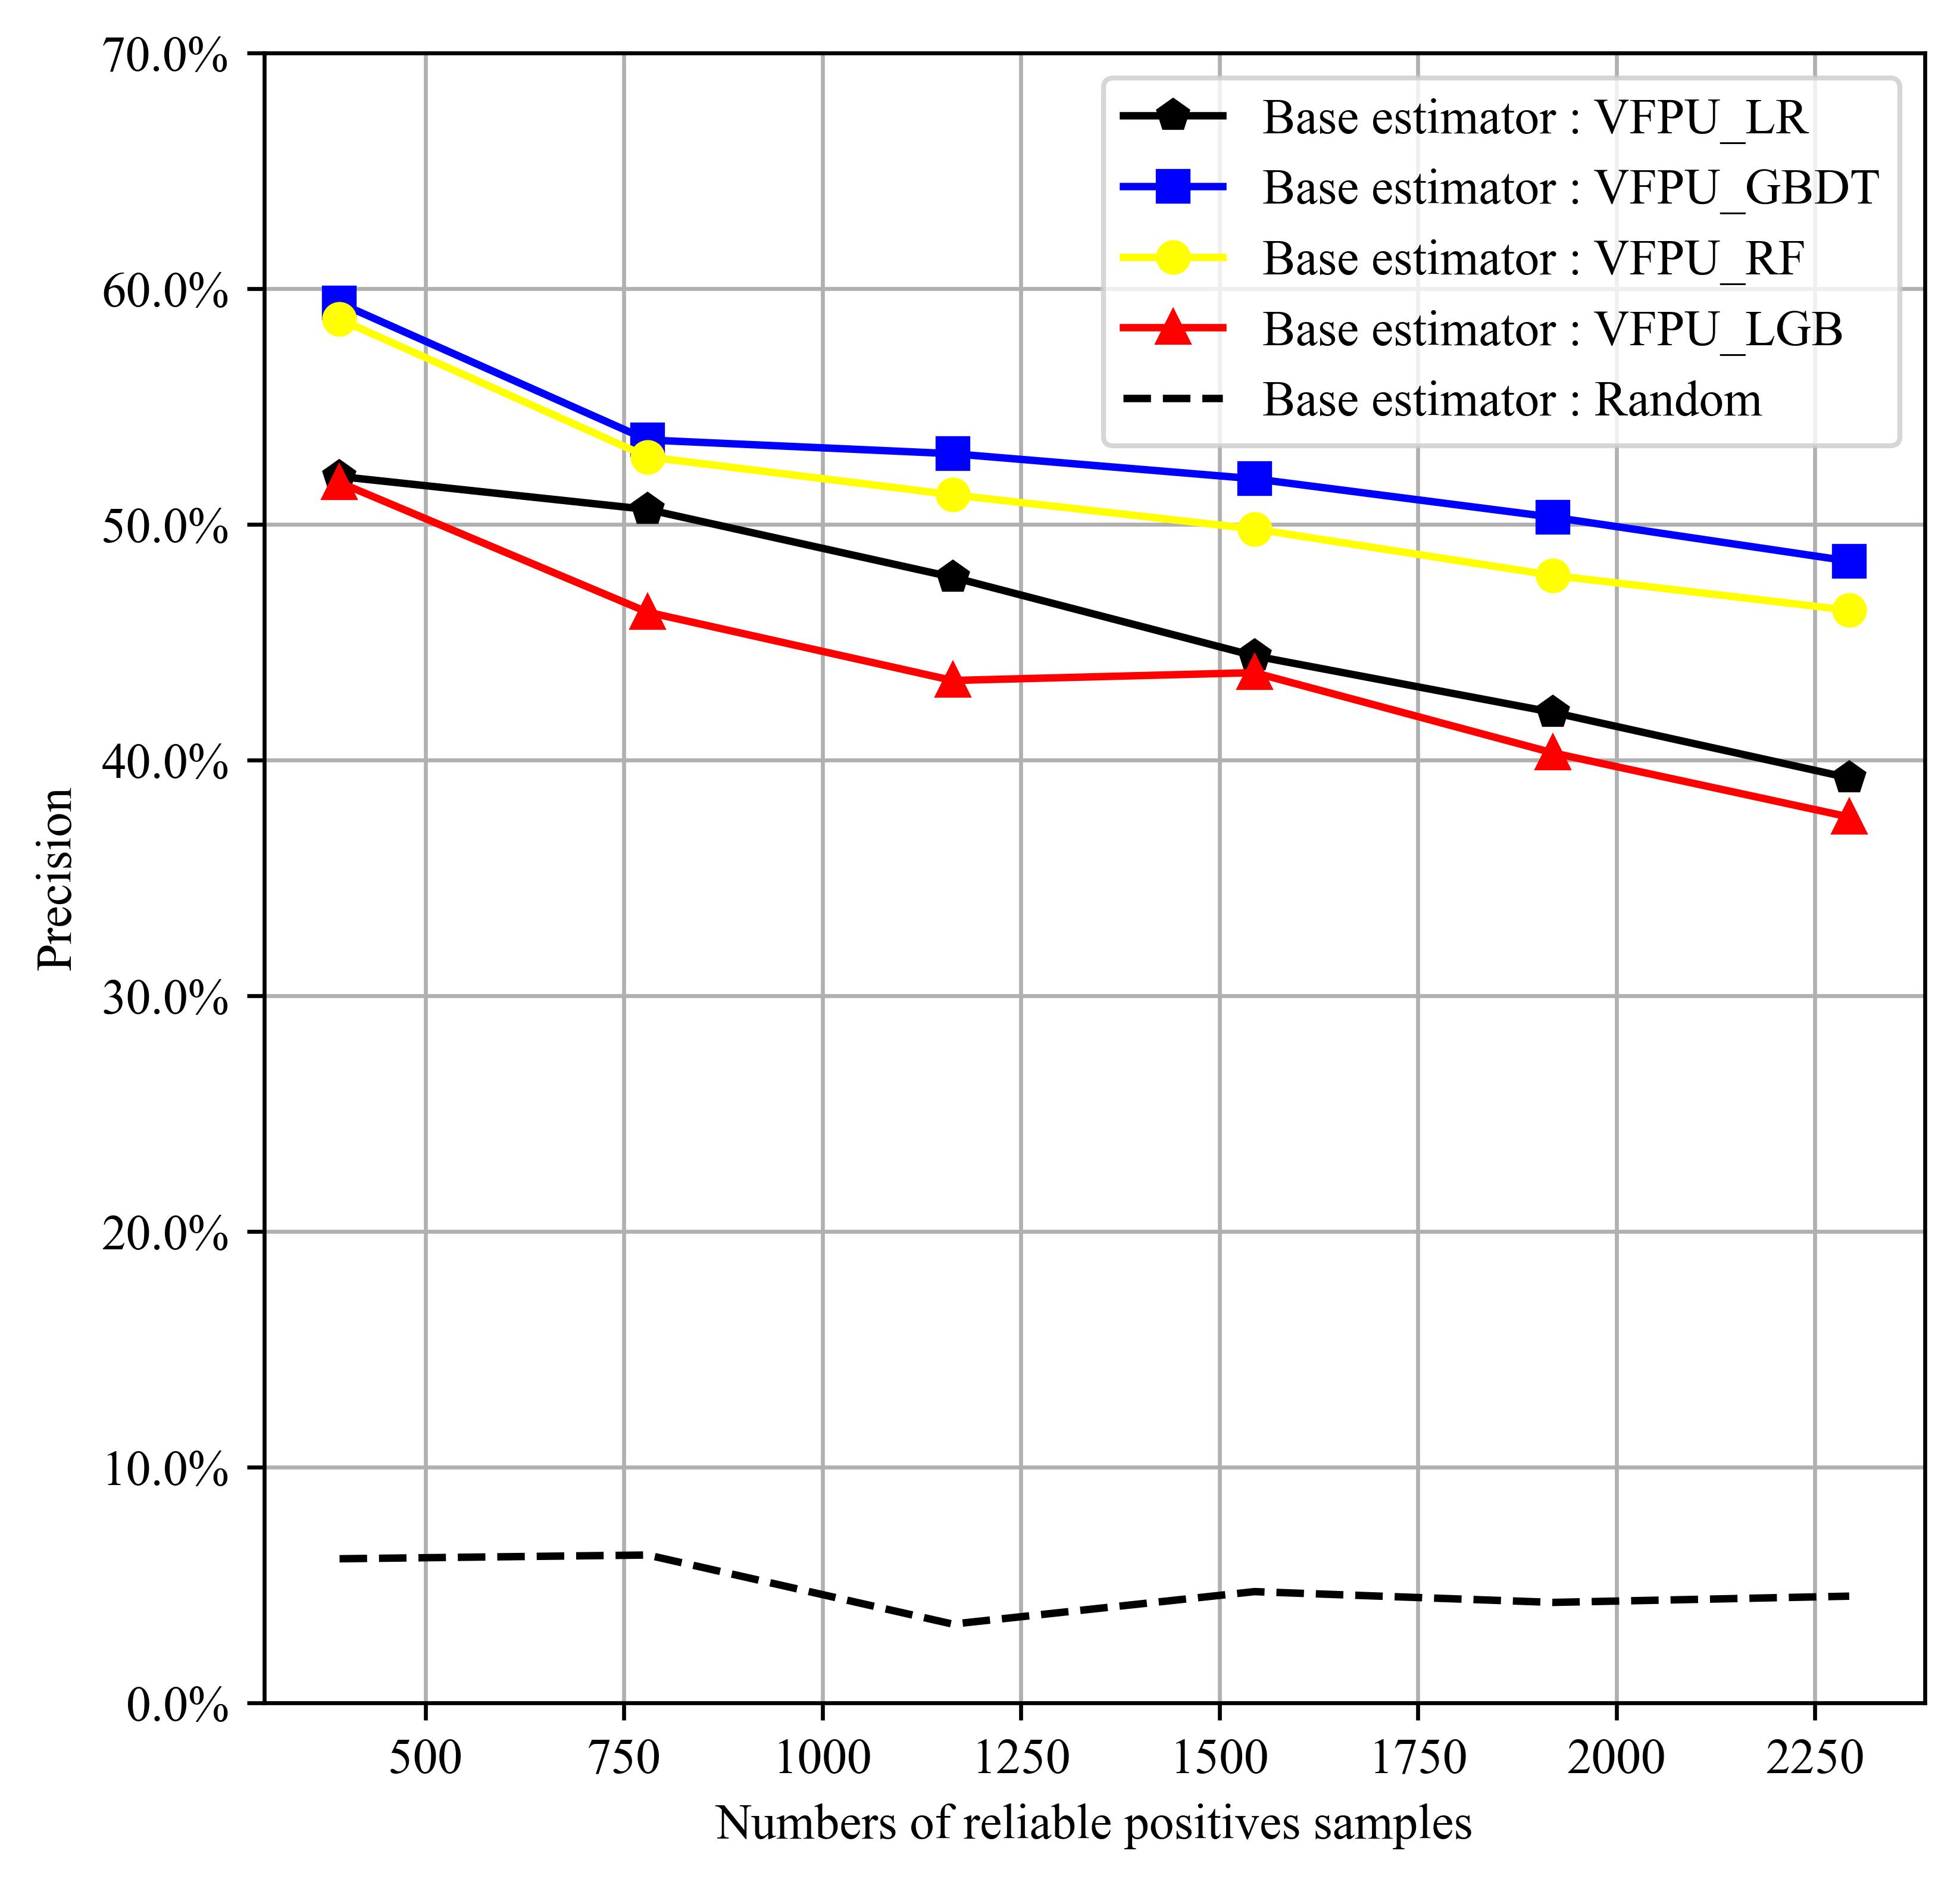 70.0%
60.0%
50.0%
40.0%
30.0%
20.0%
10.0%
0.0%
Precision
Base estimator : VFPU_LR
Base estimator : VFPU_GBDT
Base estimator : VFPU_RF
Base estimator : VFPU_LGB
Base estimator : Random
500 750 1000 1250 1500 1750 2000 2250
Numbers of reliable positives samples